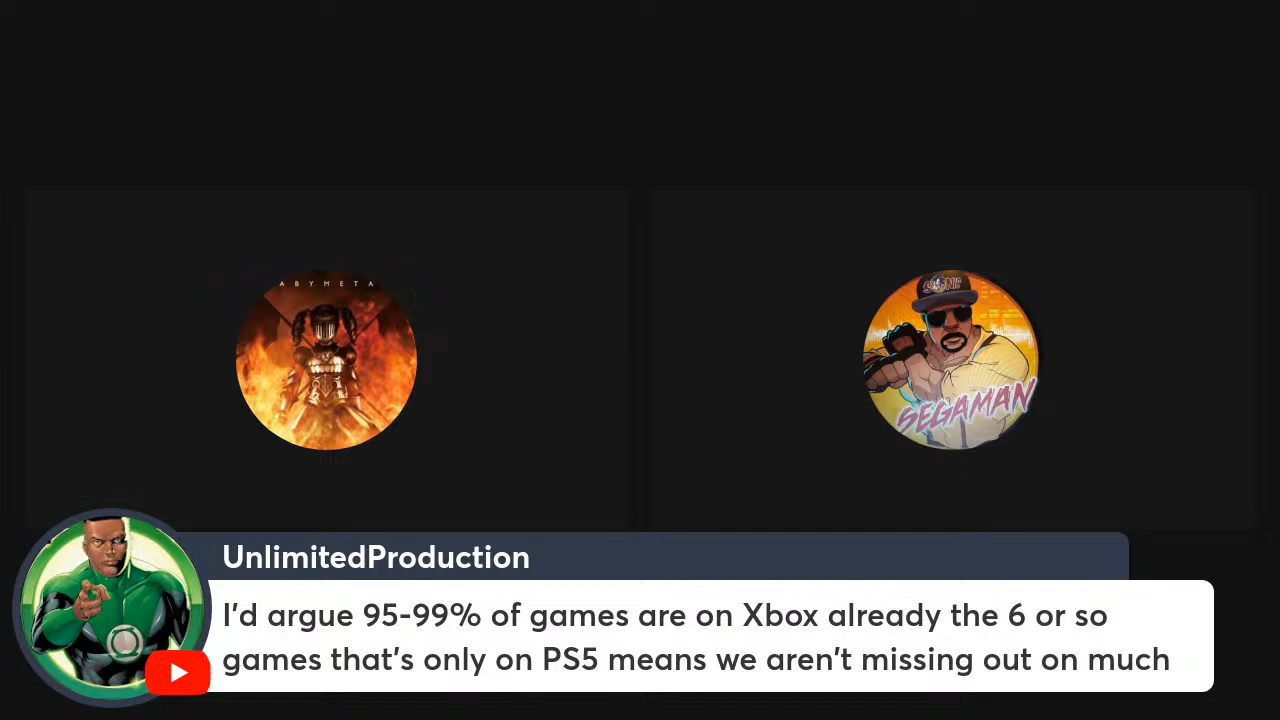 ABYMETA
SONIC
SEGAMAN
UnlimitedProduction
I'd argue 95-99% of games are on Xbox already the 6 or so
games that's only on PS5 means we aren't missing out on much